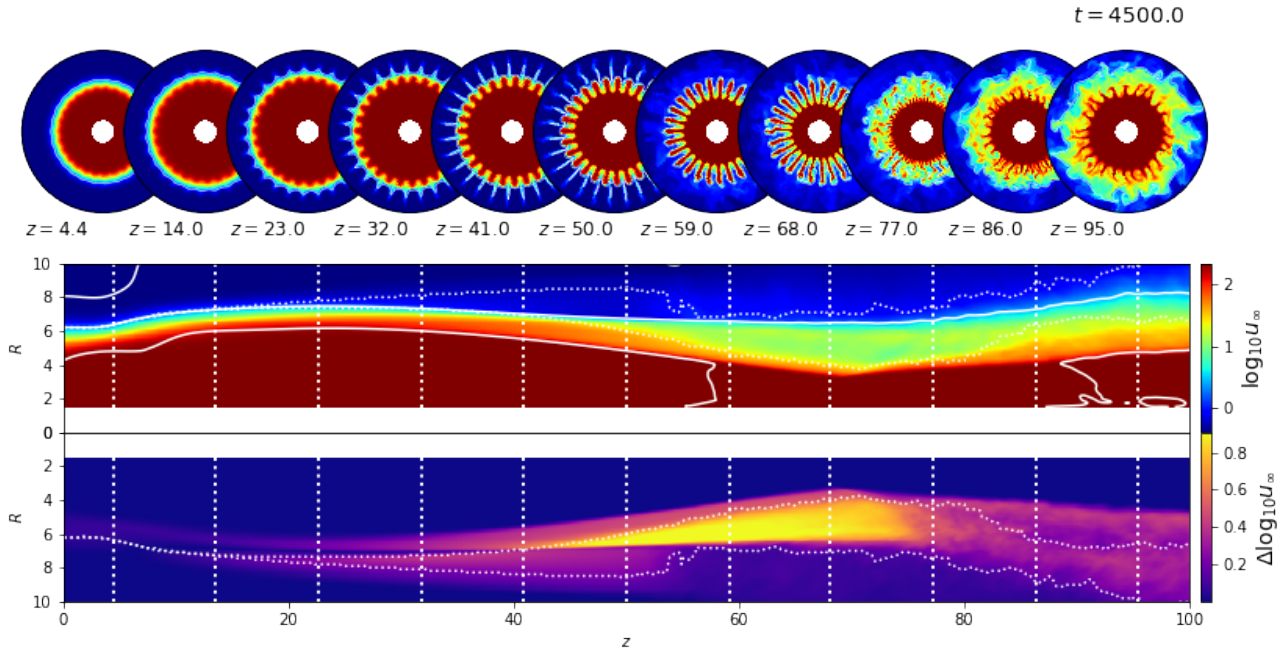 t = 4500.0
z = 4.4 z = 14.0 z = 23.0 z = 32.0 z = 41.0 z = 50.0 z = 59.0 z = 68.0 z = 77.0 z = 86.0 z = 95.0
10
8
6
4
2
0
R
2
1
0
log₁₀u∞
0
2
4
6
8
10
R
0.8
0.6
0.4
0.2
Δlog₁₀u∞
0 20 40 60 80 100
z